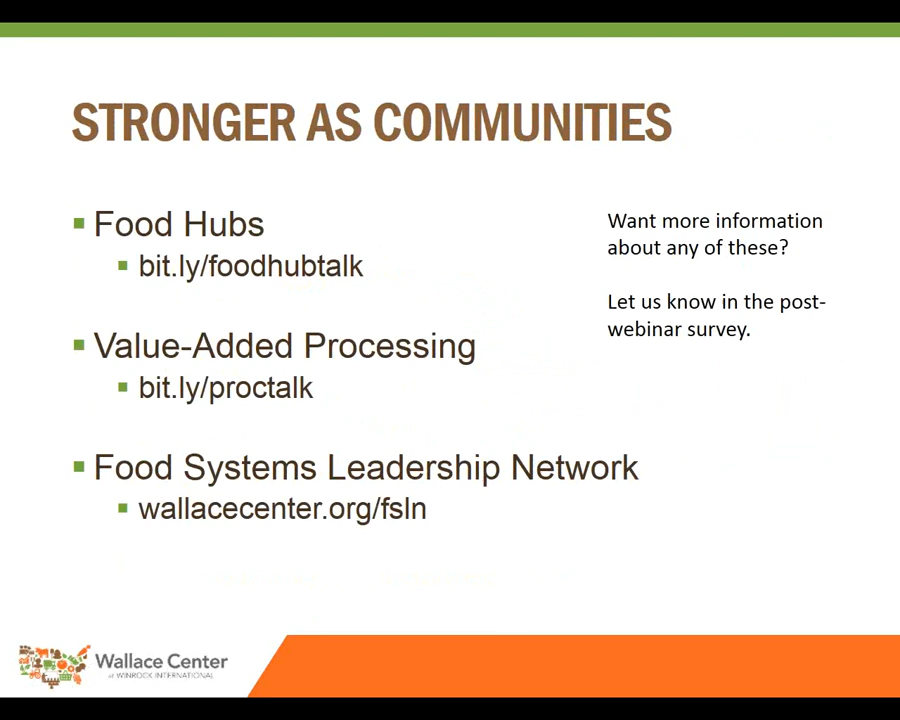 STRONGER AS COMMUNITIES
Food Hubs
bit.ly/foodhubtalk
Value-Added Processing
bit.ly/proctalk
Food Systems Leadership Network
wallacecenter.org/fsln
Want more information
about any of these?
Let us know in the post-
webinar survey.
Wallace Center
at WINROCK INTERNATIONAL